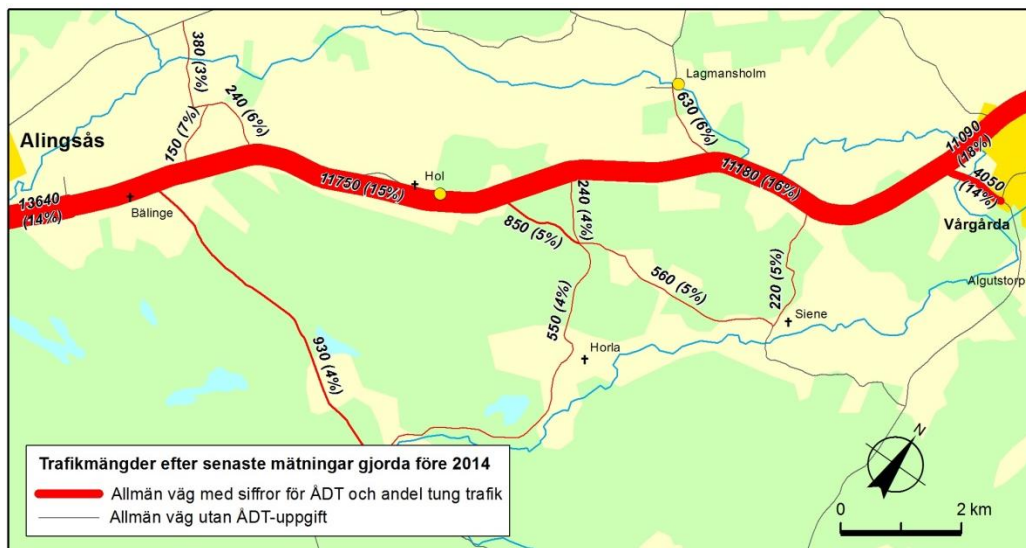 380 (3%)
Lagmansholm
240 (6%)
630 (6%)
11090
(18%)
Alingsås
150 (7%)
Hol
11750 (15%)
11180 (16%)
4050
(14%)
13640
(14%)
Bälinge
240 (4%)
850 (5%)
Vårgårda
560 (5%)
220 (5%)
Algutstorp
550 (4%)
Siene
930 (4%)
Horla
Trafikmängder efter senaste mätningar gjorda före 2014
Allmän väg med siffror för ÅDT och andel tung trafik
Allmän väg utan ÅDT-uppgift
N
0 2 km